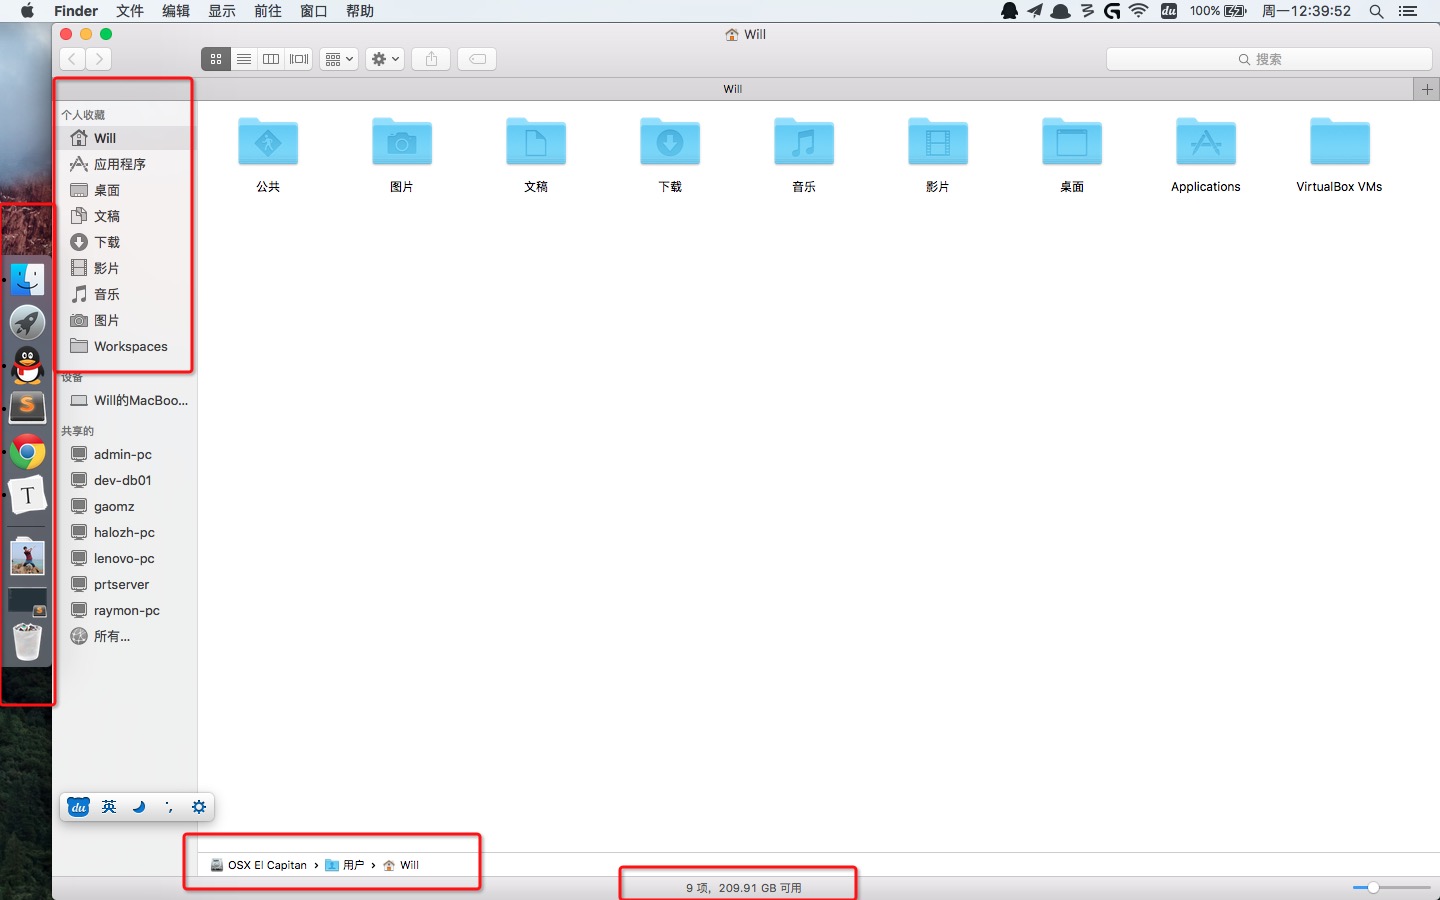 Finder 文件 编辑 显示 前往 窗口 帮助 du 100% 周一12:39:52
Will
搜索
Will
个人收藏
Will
应用程序
桌面
文稿
下载
影片
音乐
图片
Workspaces
设备
Will的MacBoo...
共享的
admin-pc
dev-db01
gaomz
halozh-pc
lenovo-pc
prtserver
raymon-pc
所有...
公共 图片 文稿 下载 音乐 影片 桌面 Applications VirtualBox VMs
S
T
S
du 英
OSX El Capitan › 用户 › Will
9 项，209.91 GB 可用